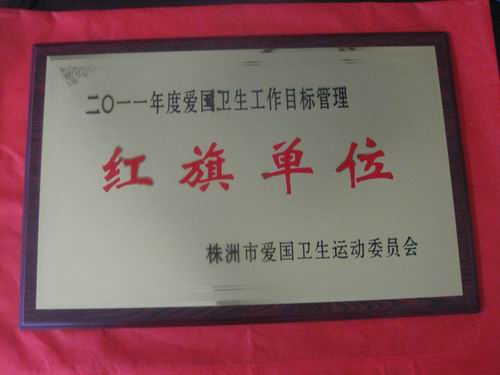 二〇一一年度爱国卫生工作目标管理
红旗单位
株洲市爱国卫生运动委员会